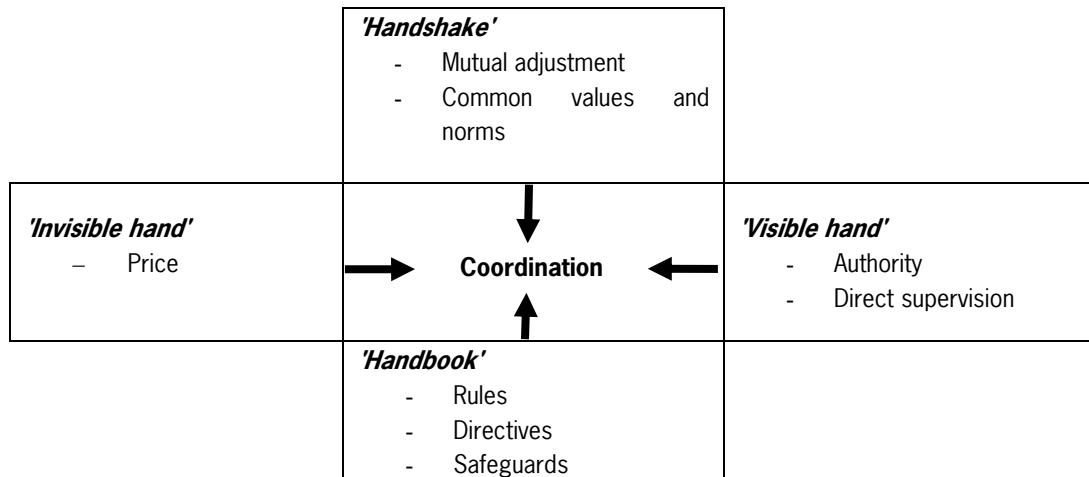 'Handshake'
- Mutual adjustment
- Common values and
norms
'Invisible hand'
– Price
Coordination
'Visible hand'
- Authority
- Direct supervision
'Handbook'
- Rules
- Directives
- Safeguards